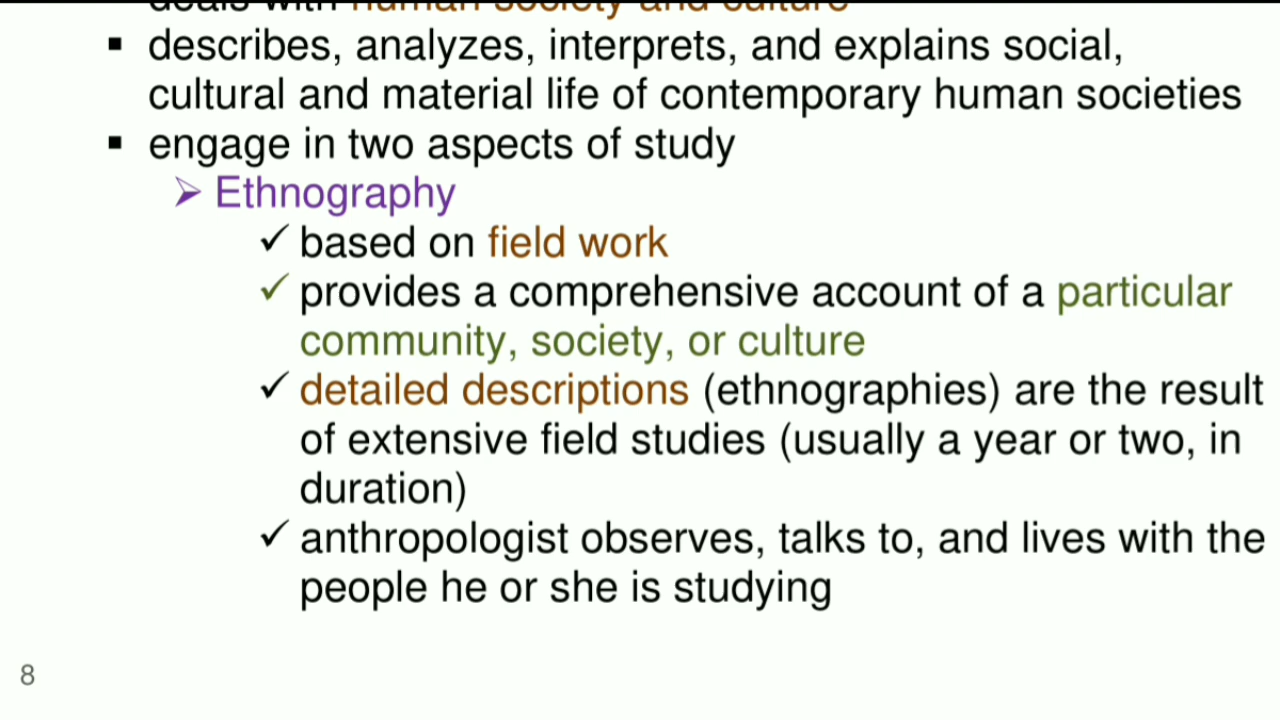 deals with human society and culture
▪ describes, analyzes, interprets, and explains social,
cultural and material life of contemporary human societies
▪ engage in two aspects of study
➢ Ethnography
✓ based on field work
✓ provides a comprehensive account of a particular
community, society, or culture
✓ detailed descriptions (ethnographies) are the result
of extensive field studies (usually a year or two, in
duration)
✓ anthropologist observes, talks to, and lives with the
people he or she is studying
8